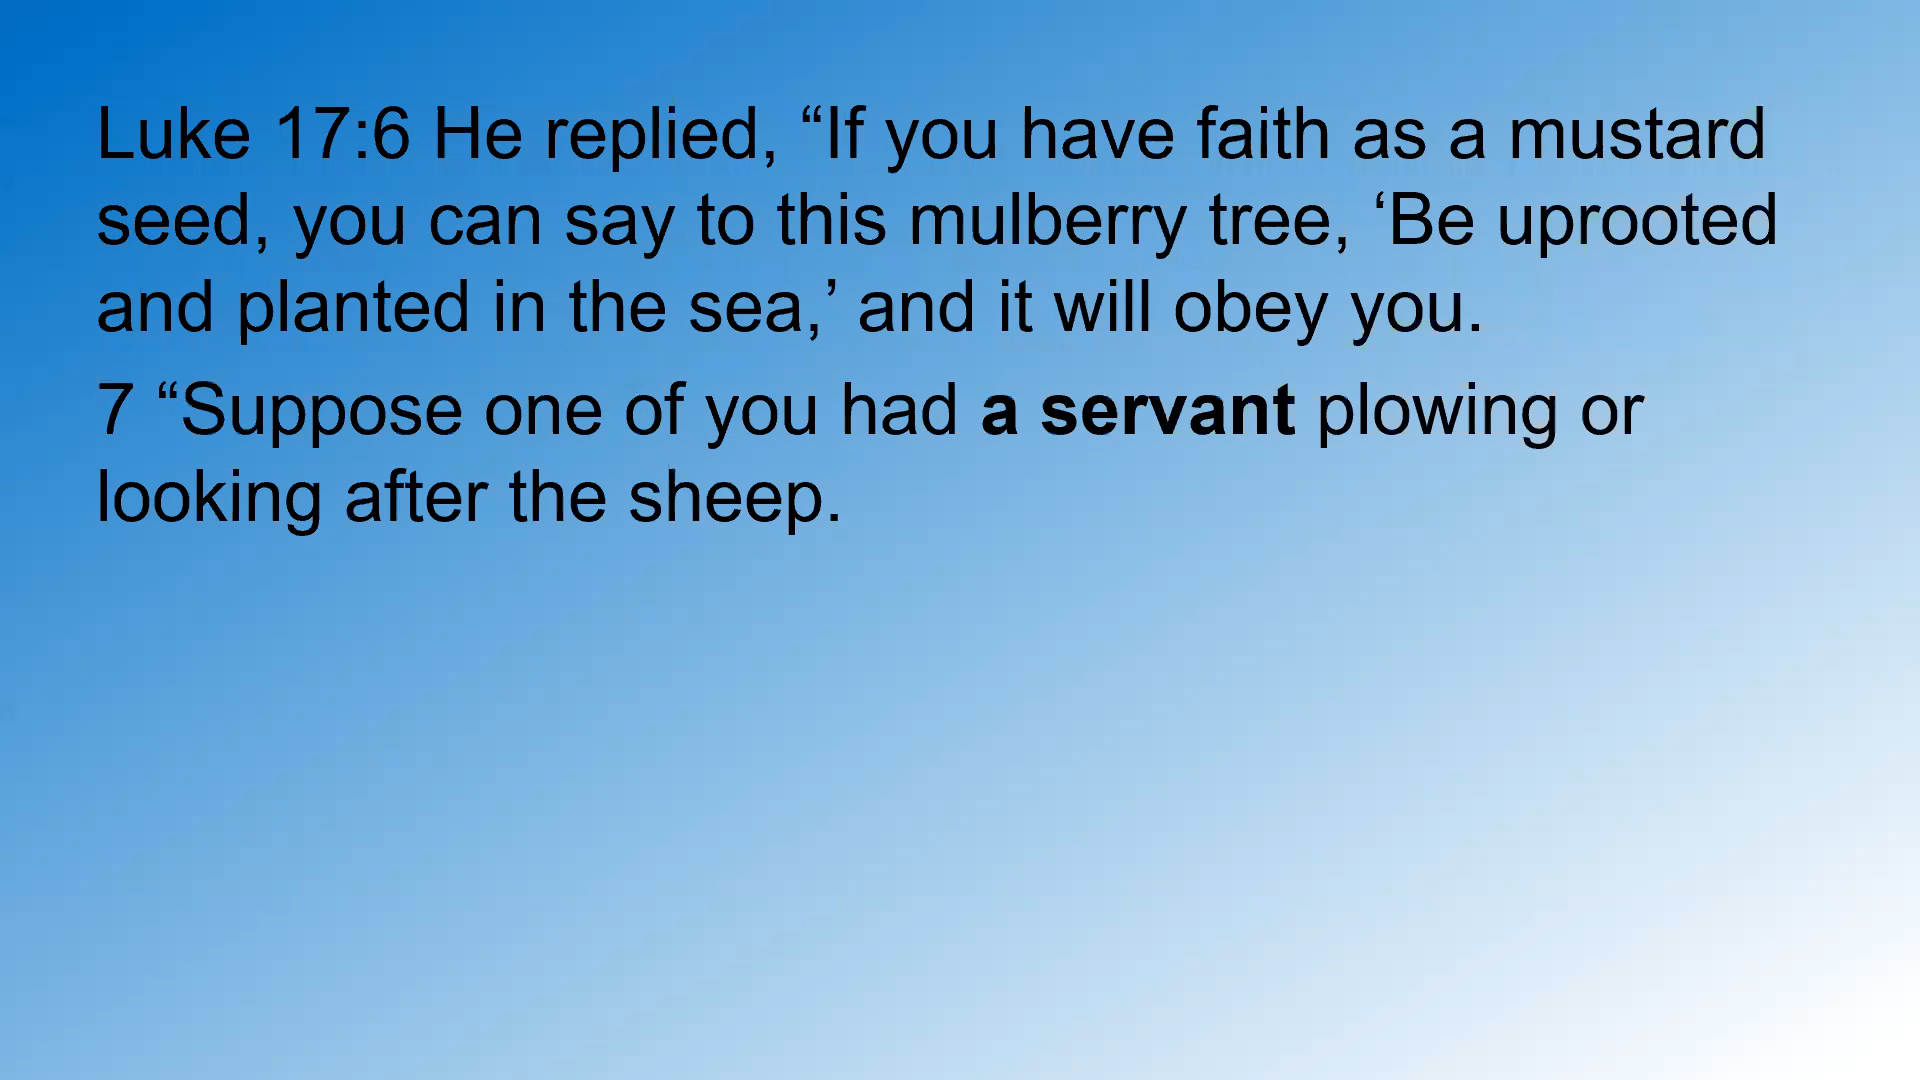 Luke 17:6 He replied, “If you have faith as a mustard
seed, you can say to this mulberry tree, ‘Be uprooted
and planted in the sea,’ and it will obey you.
7 “Suppose one of you had a servant plowing or
looking after the sheep.